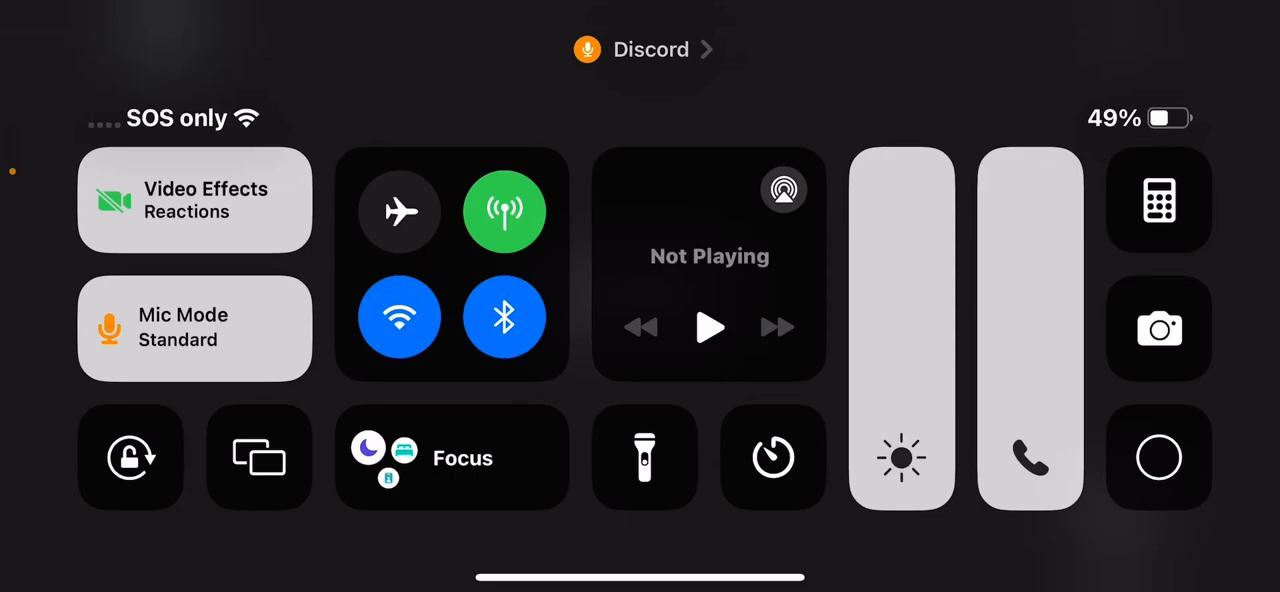 Discord
SOS only
49%
Video Effects
Reactions
Mic Mode
Standard
Not Playing
Focus